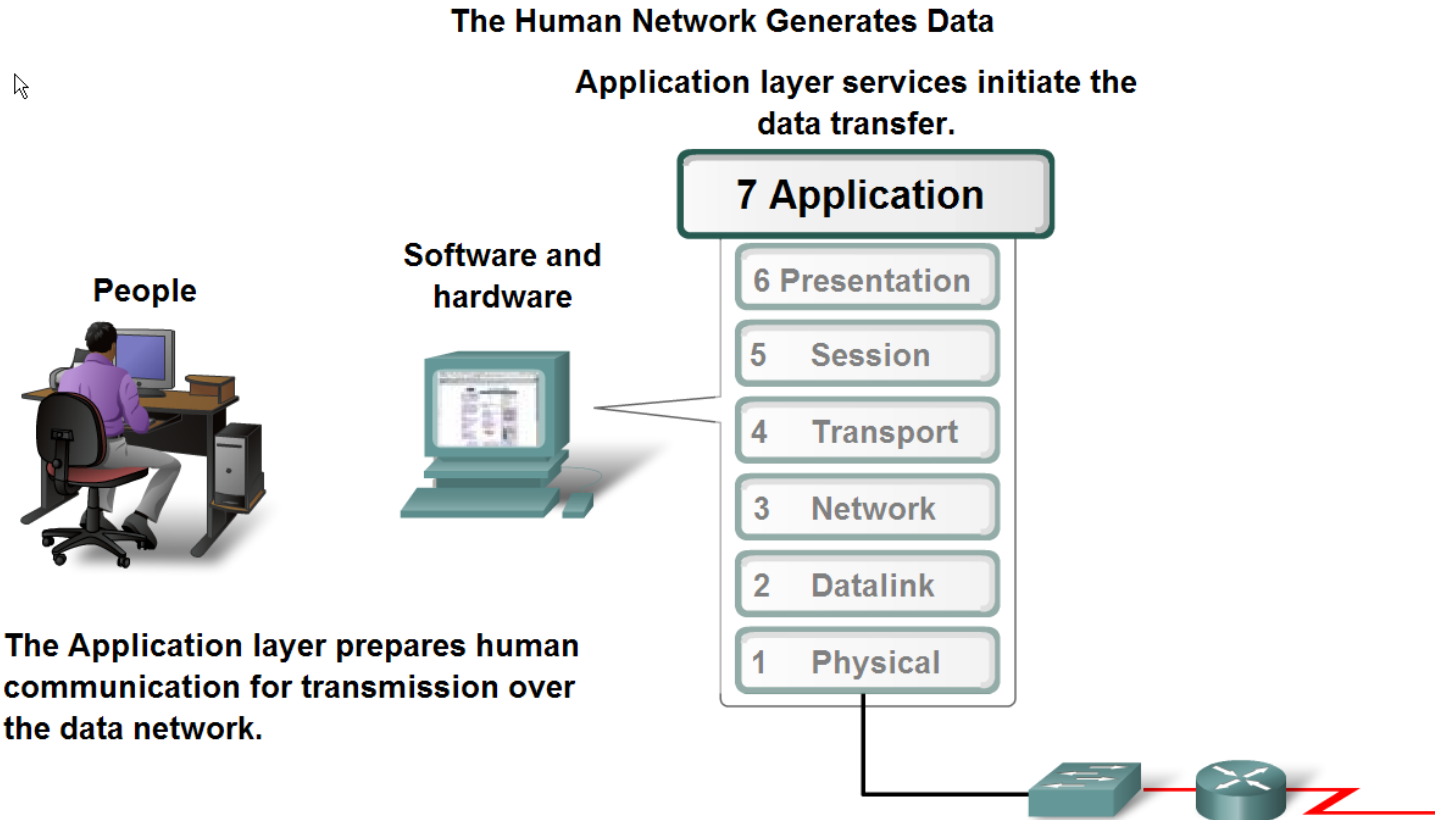 The Human Network Generates Data
Application layer services initiate the
data transfer.
7 Application
Software and
hardware
People
6 Presentation
5 Session
4 Transport
3 Network
2 Datalink
1 Physical
The Application layer prepares human
communication for transmission over
the data network.